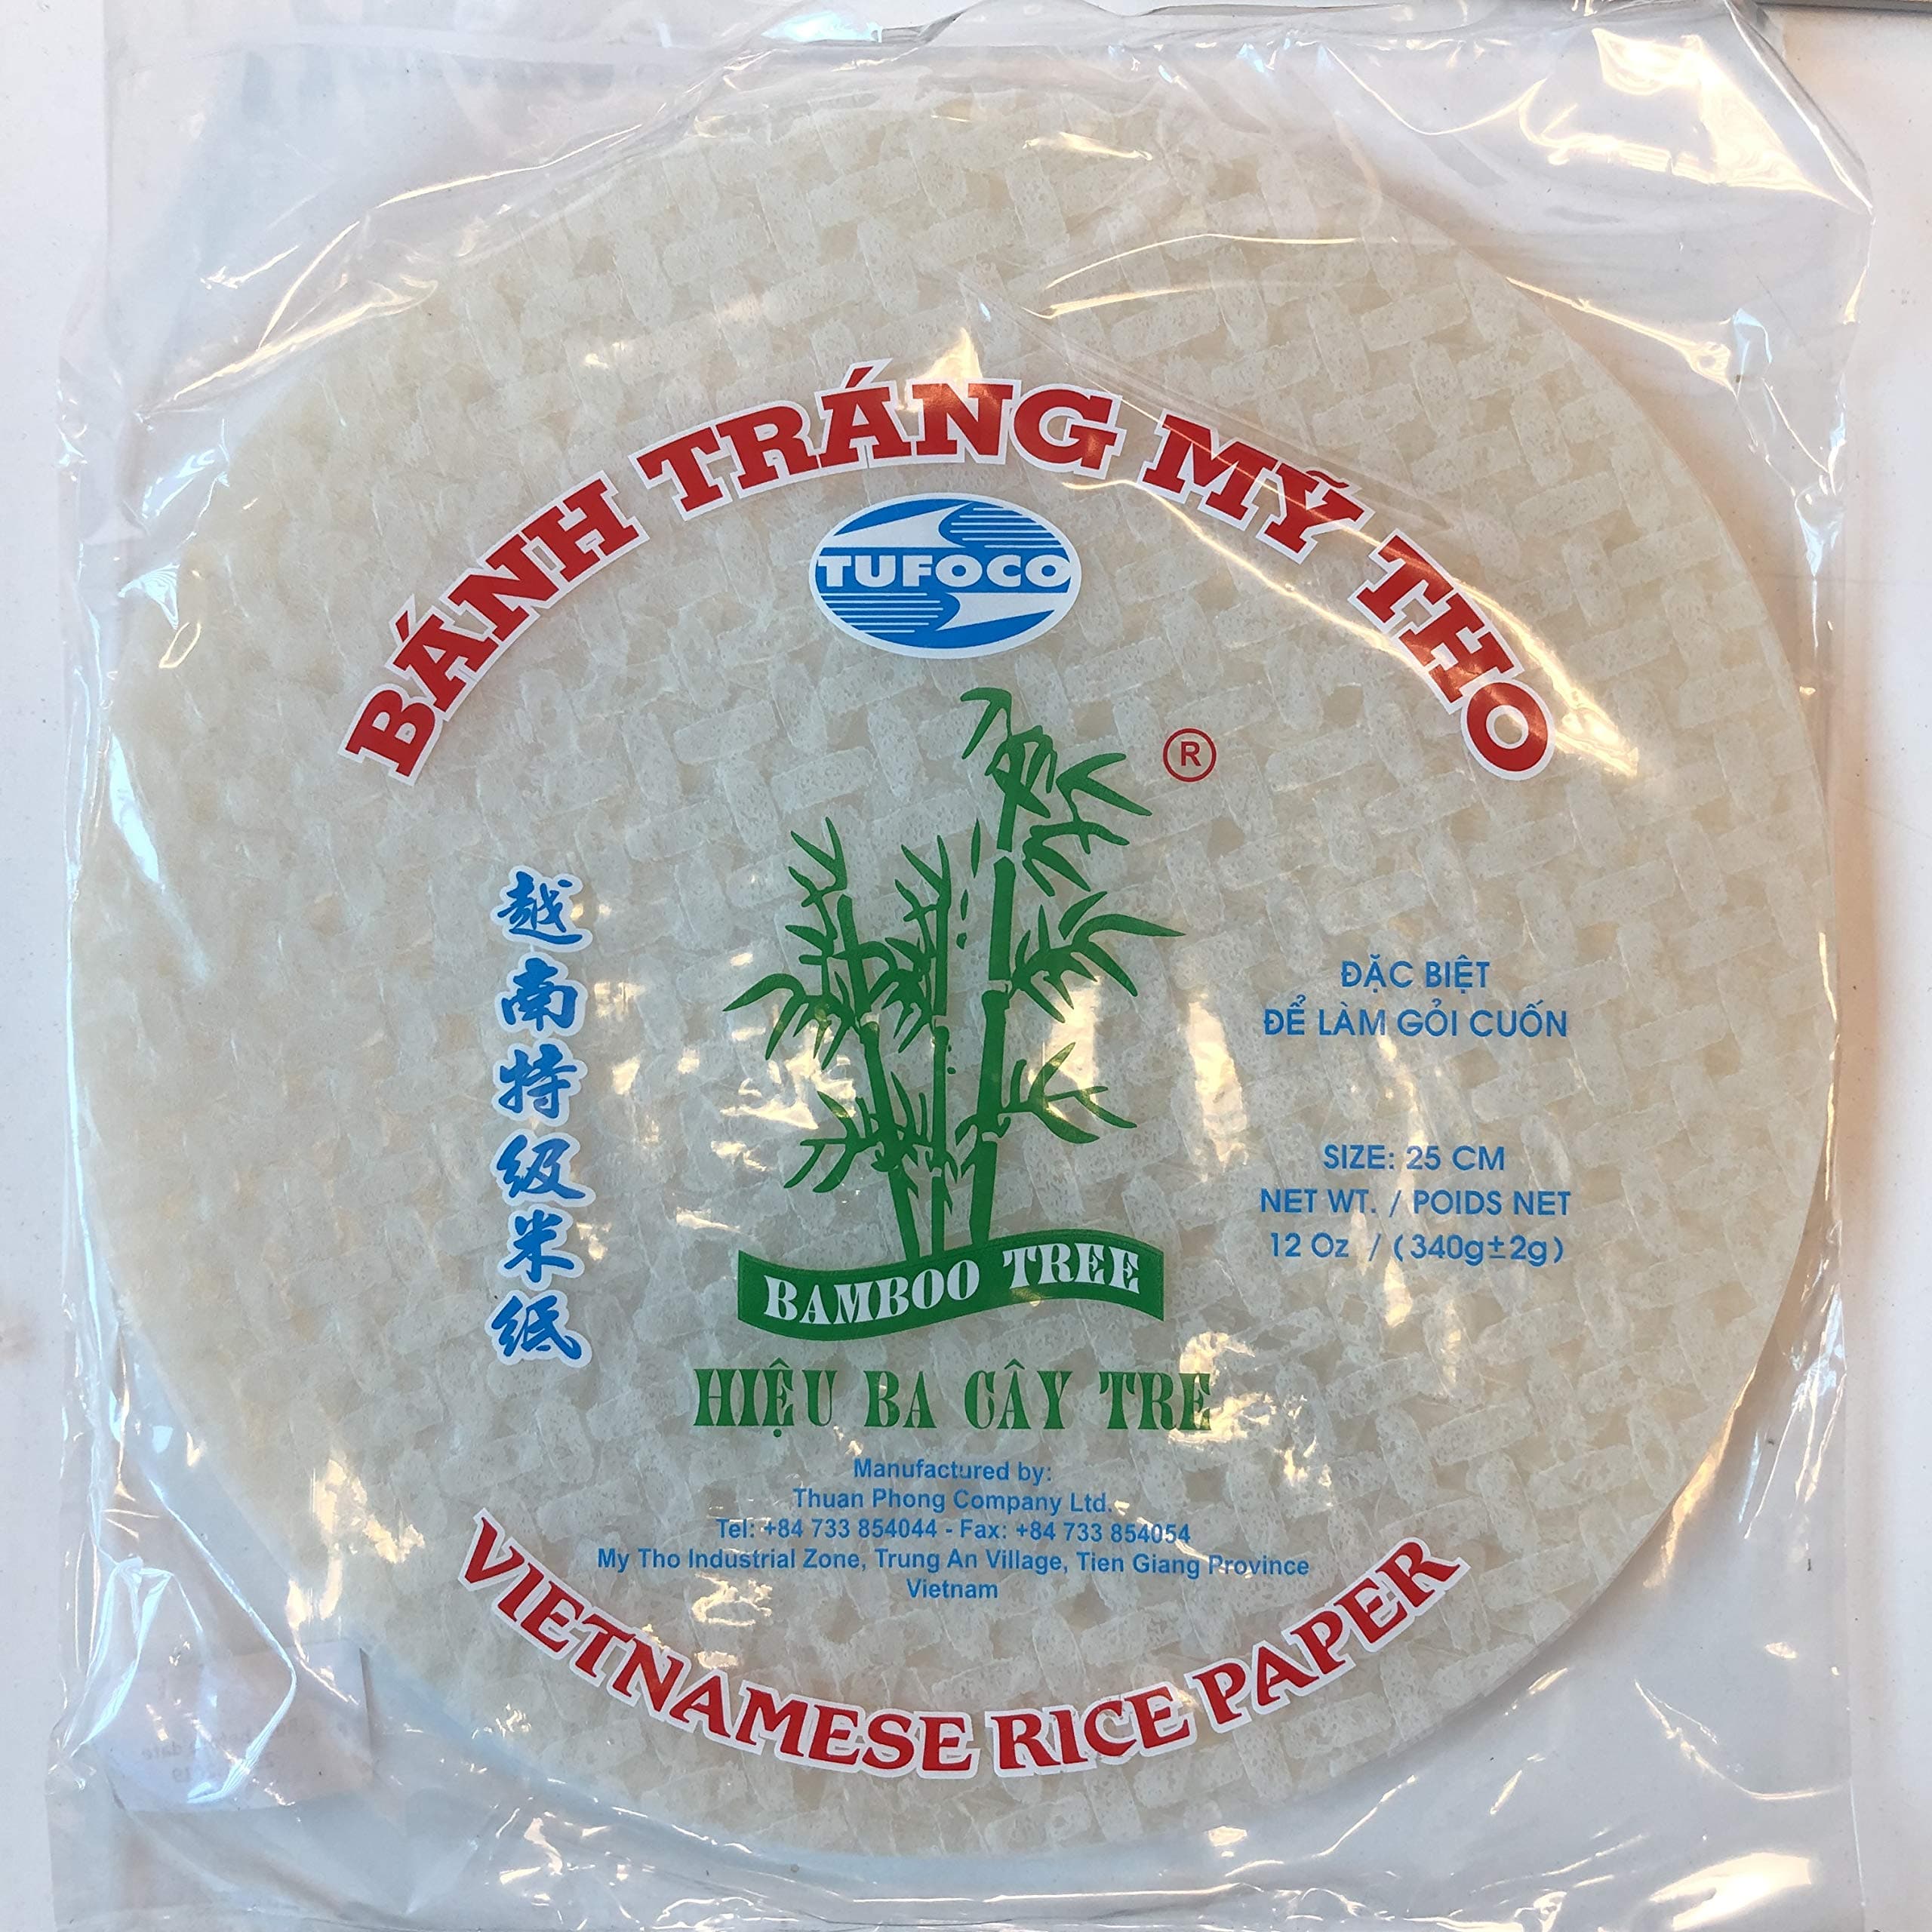 BÁNH TRÁNG MỸ THO
TUFOCO
®
越南特级米纸
ĐẶC BIỆT
ĐỂ LÀM GỎI CUỐN
SIZE: 25 CM
NET WT. / POIDS NET
12 Oz / (340g±2g)
BAMBOO TREE
HIỆU BA CÂY TRE
Manufactured by:
Thuan Phong Company Ltd.
Tel: +84 733 854044 - Fax: +84 733 854054
My Tho Industrial Zone, Trung An Village, Tien Giang Province
Vietnam
VIETNAMESE RICE PAPER